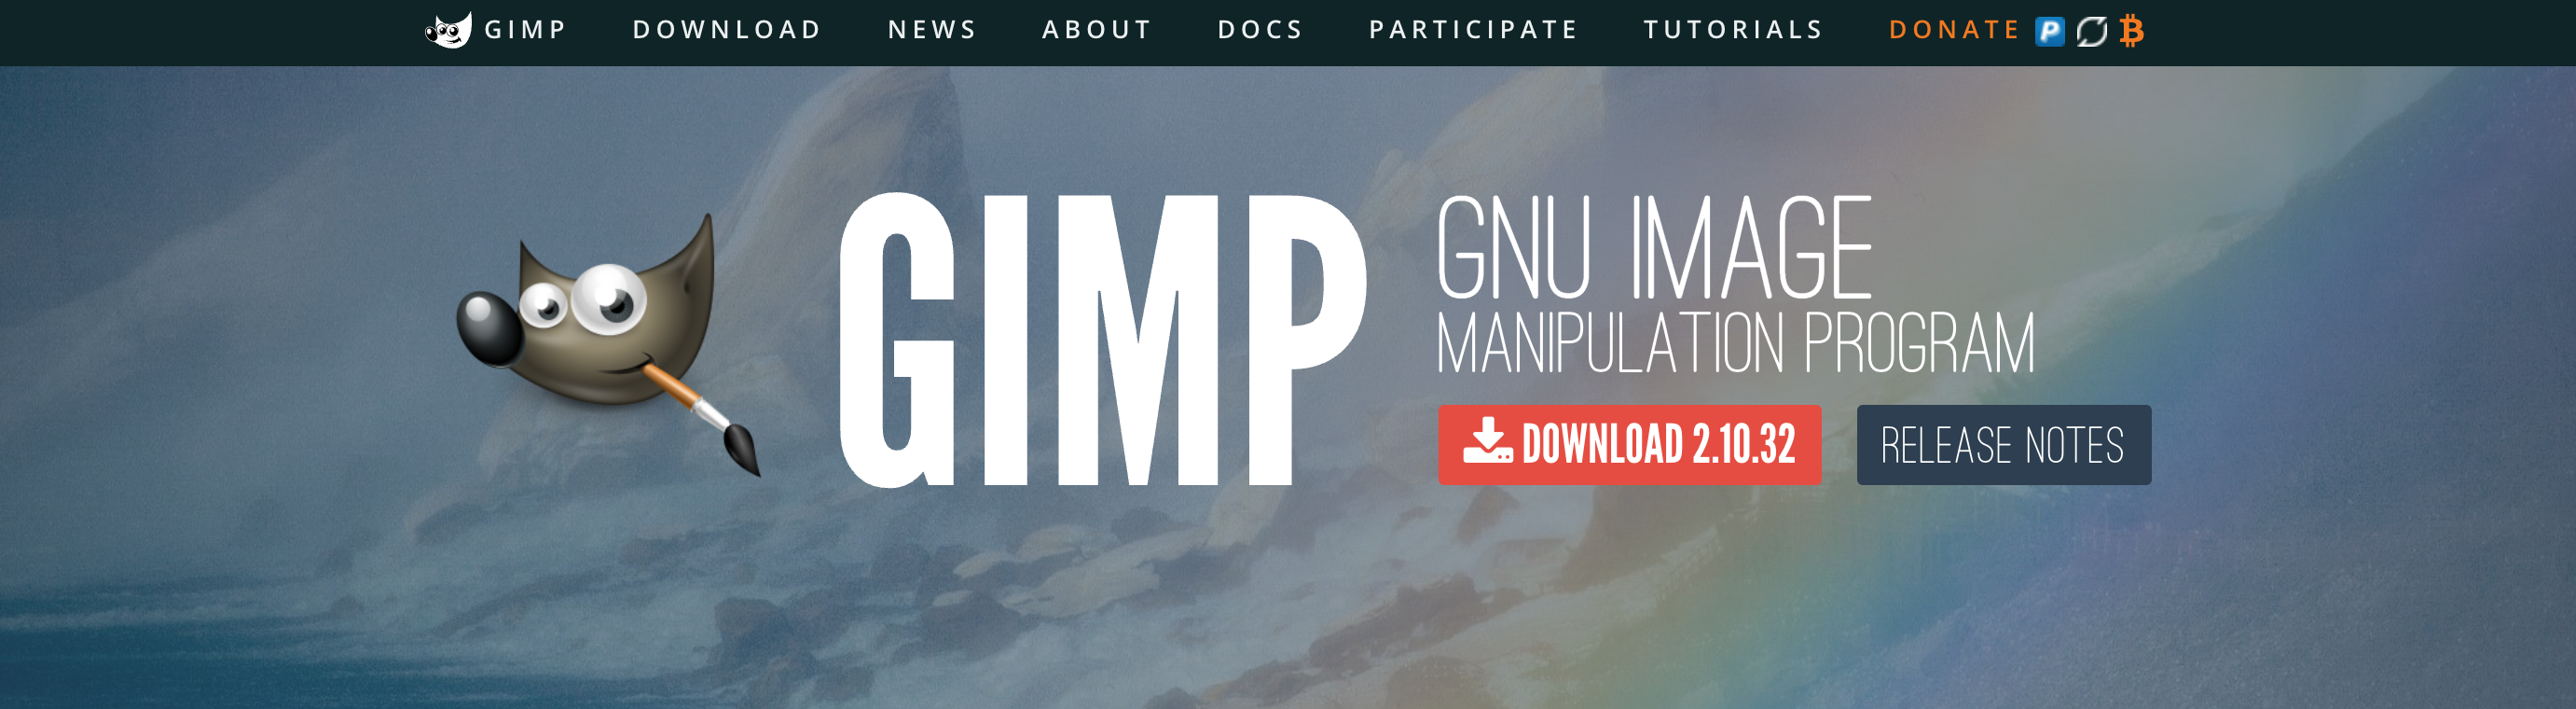 GIMP DOWNLOAD NEWS ABOUT DOCS PARTICIPATE TUTORIALS DONATE
GIMP
GNU IMAGE
MANIPULATION PROGRAM
DOWNLOAD 2.10.32
RELEASE NOTES